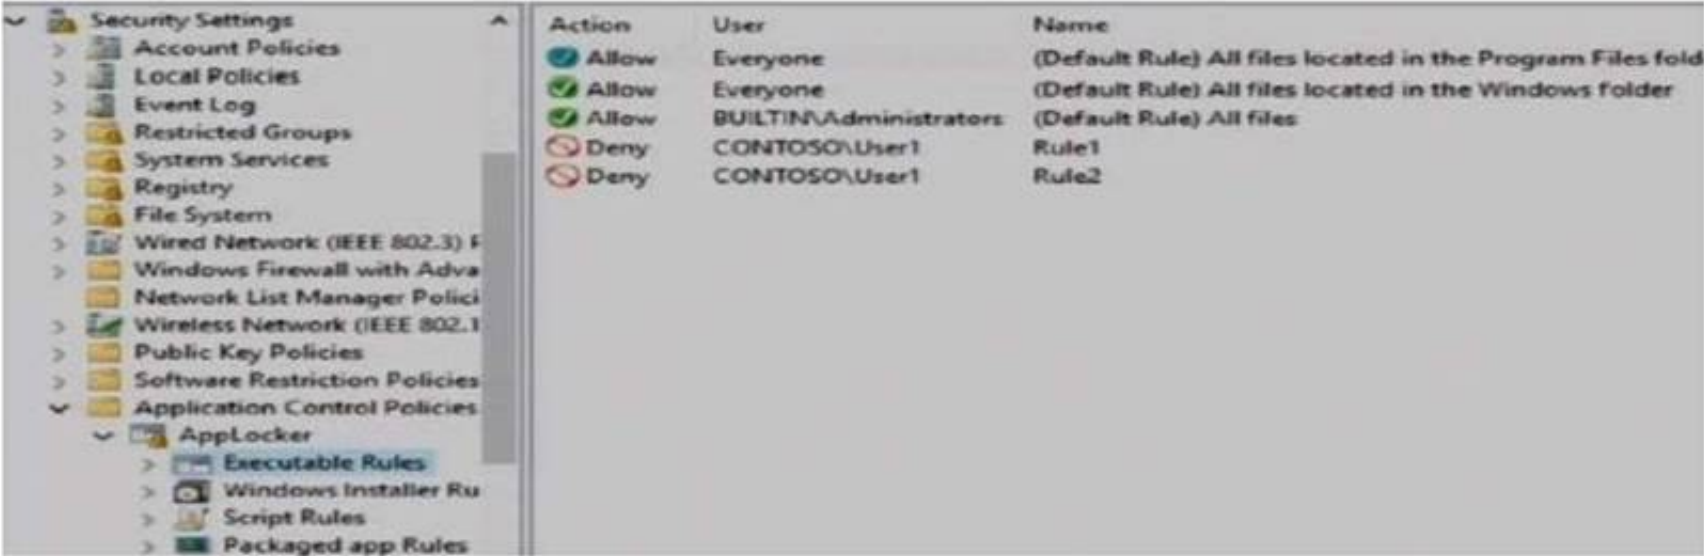 Security Settings
Account Policies
Local Policies
Event Log
Restricted Groups
System Services
Registry
File System
Wired Network (IEEE 802.3) P
Windows Firewall with Adva
Network List Manager Polici
Wireless Network (IEEE 802.1
Public Key Policies
Software Restriction Policies
Application Control Policies
AppLocker
Executable Rules
Windows Installer Ru
Script Rules
Packaged app Rules
Action User Name
Allow Everyone (Default Rule) All files located in the Program Files fold
Allow Everyone (Default Rule) All files located in the Windows folder
Allow BUILTIN\Administrators (Default Rule) All files
Deny CONTOSO\User1 Rule1
Deny CONTOSO\User1 Rule2